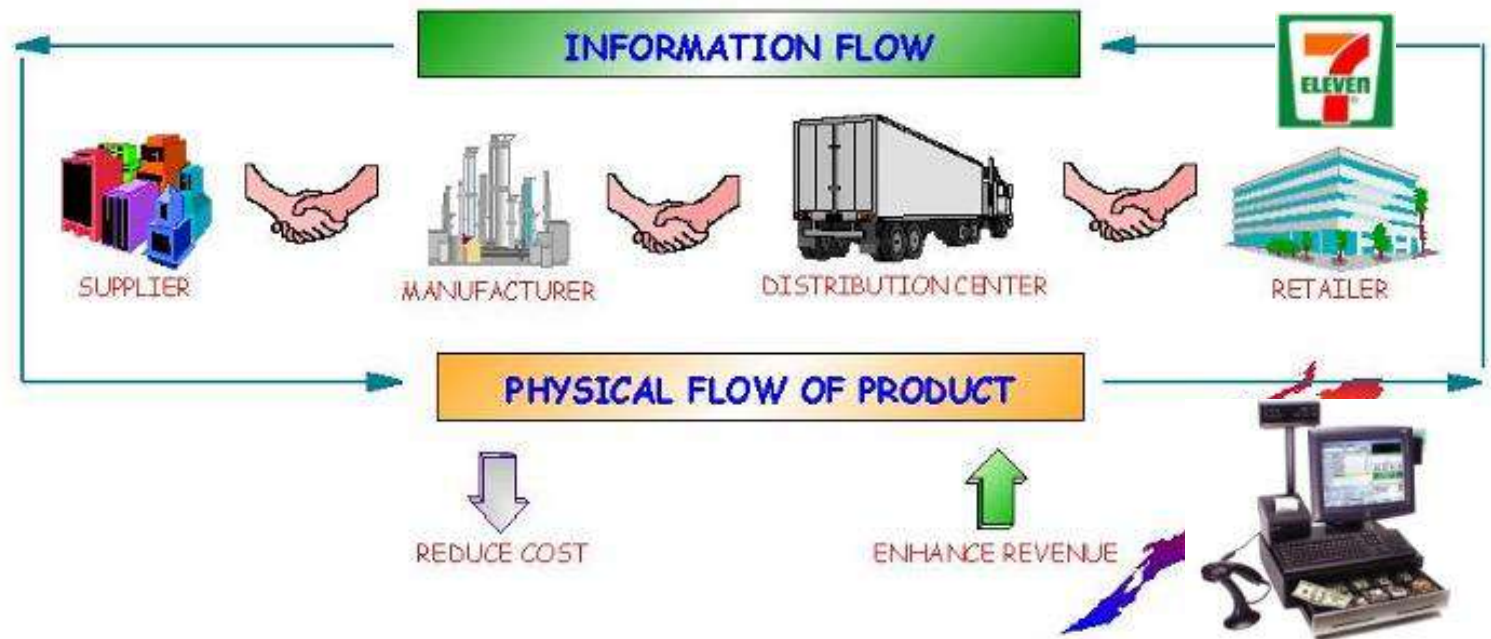 INFORMATION FLOW
7
ELEVEN
SUPPLIER
MANUFACTURER
DISTRIBUTION CENTER
RETAILER
PHYSICAL FLOW OF PRODUCT
REDUCE COST
ENHANCE REVENUE